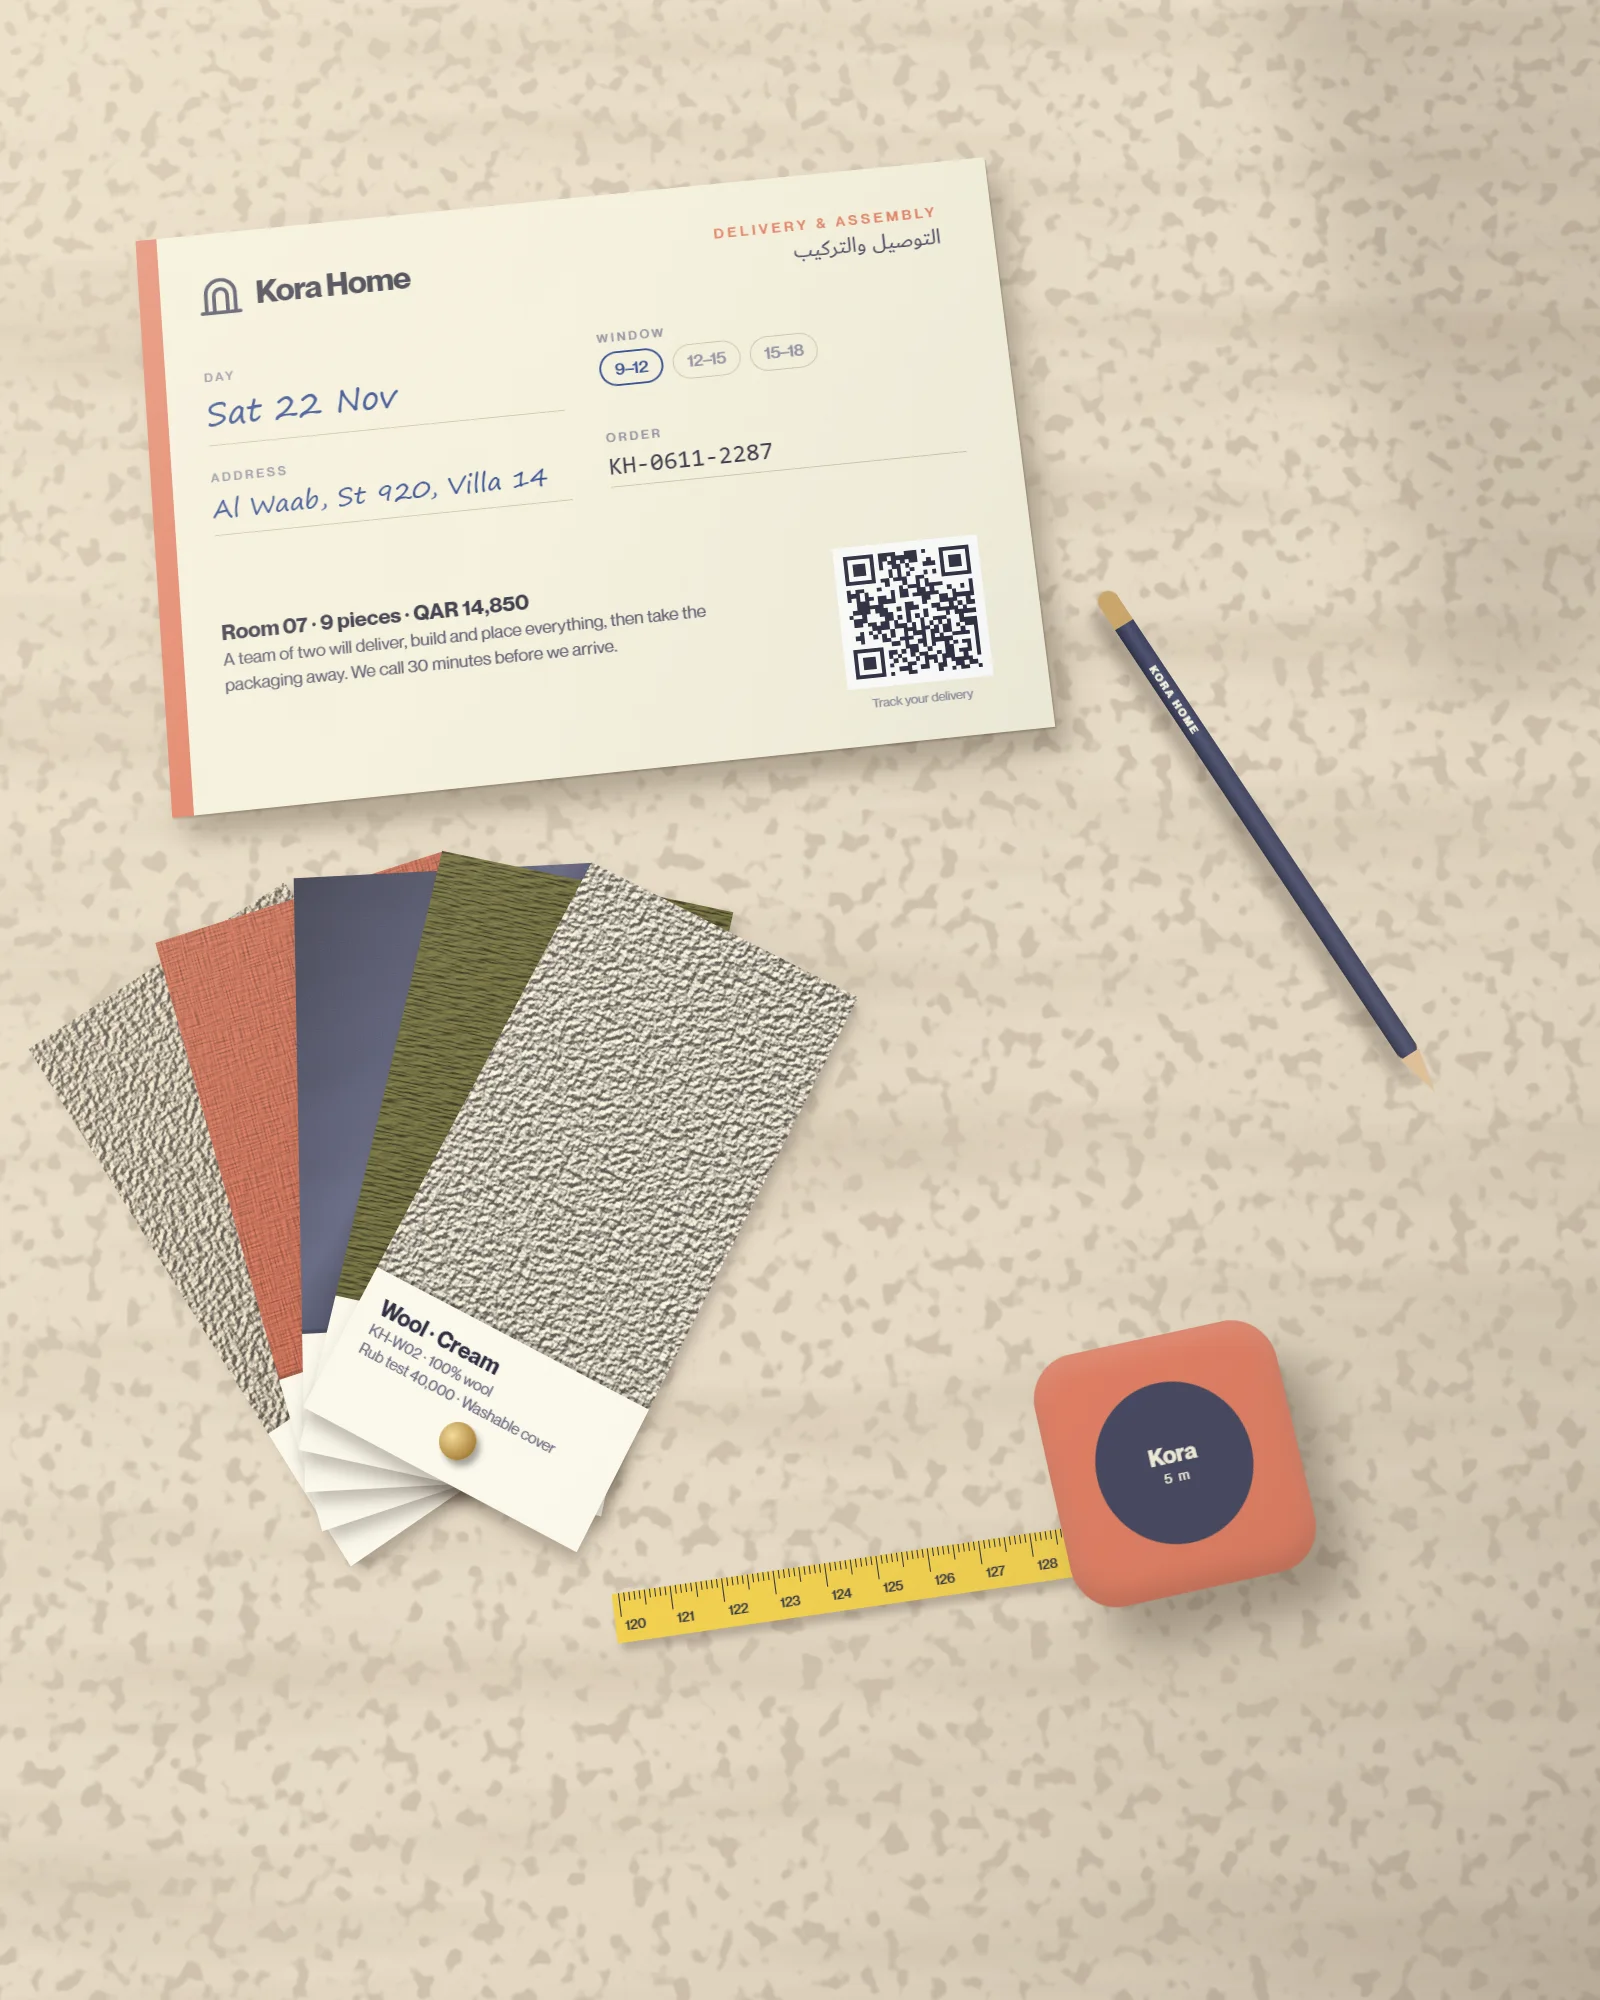 Kora Home
DELIVERY & ASSEMBLY
التوصيل والتركيب
DAY
Sat 22 Nov
WINDOW
9–12 12–15 15–18
ADDRESS
Al Waab, St 920, Villa 14
ORDER
KH-0611-2287
Room 07 · 9 pieces · QAR 14,850
A team of two will deliver, build and place everything, then take the
packaging away. We call 30 minutes before we arrive.
Track your delivery
KORA HOME
Wool · Cream
KH-W02 · 100% wool
Rub test 40,000 · Washable cover
Kora
5 m
120 121 122 123 124 125 126 127 128